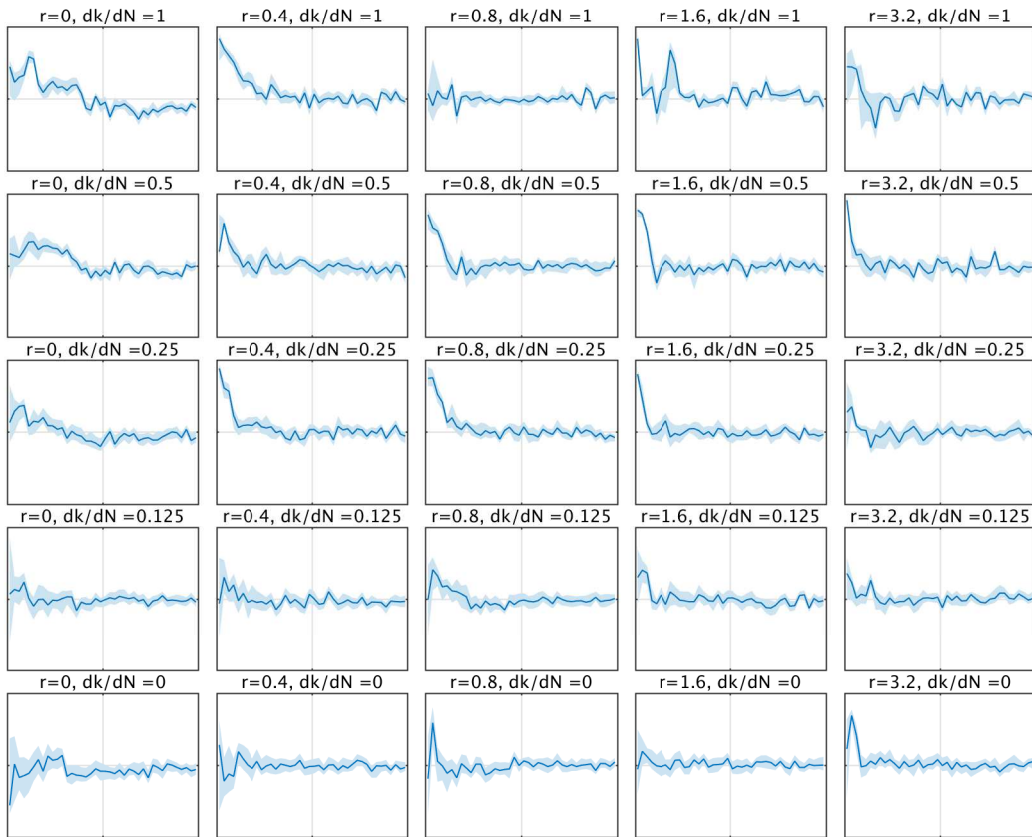 r=0, dk/dN =1
r=0.4, dk/dN =1
r=0.8, dk/dN =1
r=1.6, dk/dN =1
r=3.2, dk/dN =1
r=0, dk/dN =0.5
r=0.4, dk/dN =0.5
r=0.8, dk/dN =0.5
r=1.6, dk/dN =0.5
r=3.2, dk/dN =0.5
r=0, dk/dN =0.25
r=0.4, dk/dN =0.25
r=0.8, dk/dN =0.25
r=1.6, dk/dN =0.25
r=3.2, dk/dN =0.25
r=0, dk/dN =0.125
r=0.4, dk/dN =0.125
r=0.8, dk/dN =0.125
r=1.6, dk/dN =0.125
r=3.2, dk/dN =0.125
r=0, dk/dN =0
r=0.4, dk/dN =0
r=0.8, dk/dN =0
r=1.6, dk/dN =0
r=3.2, dk/dN =0